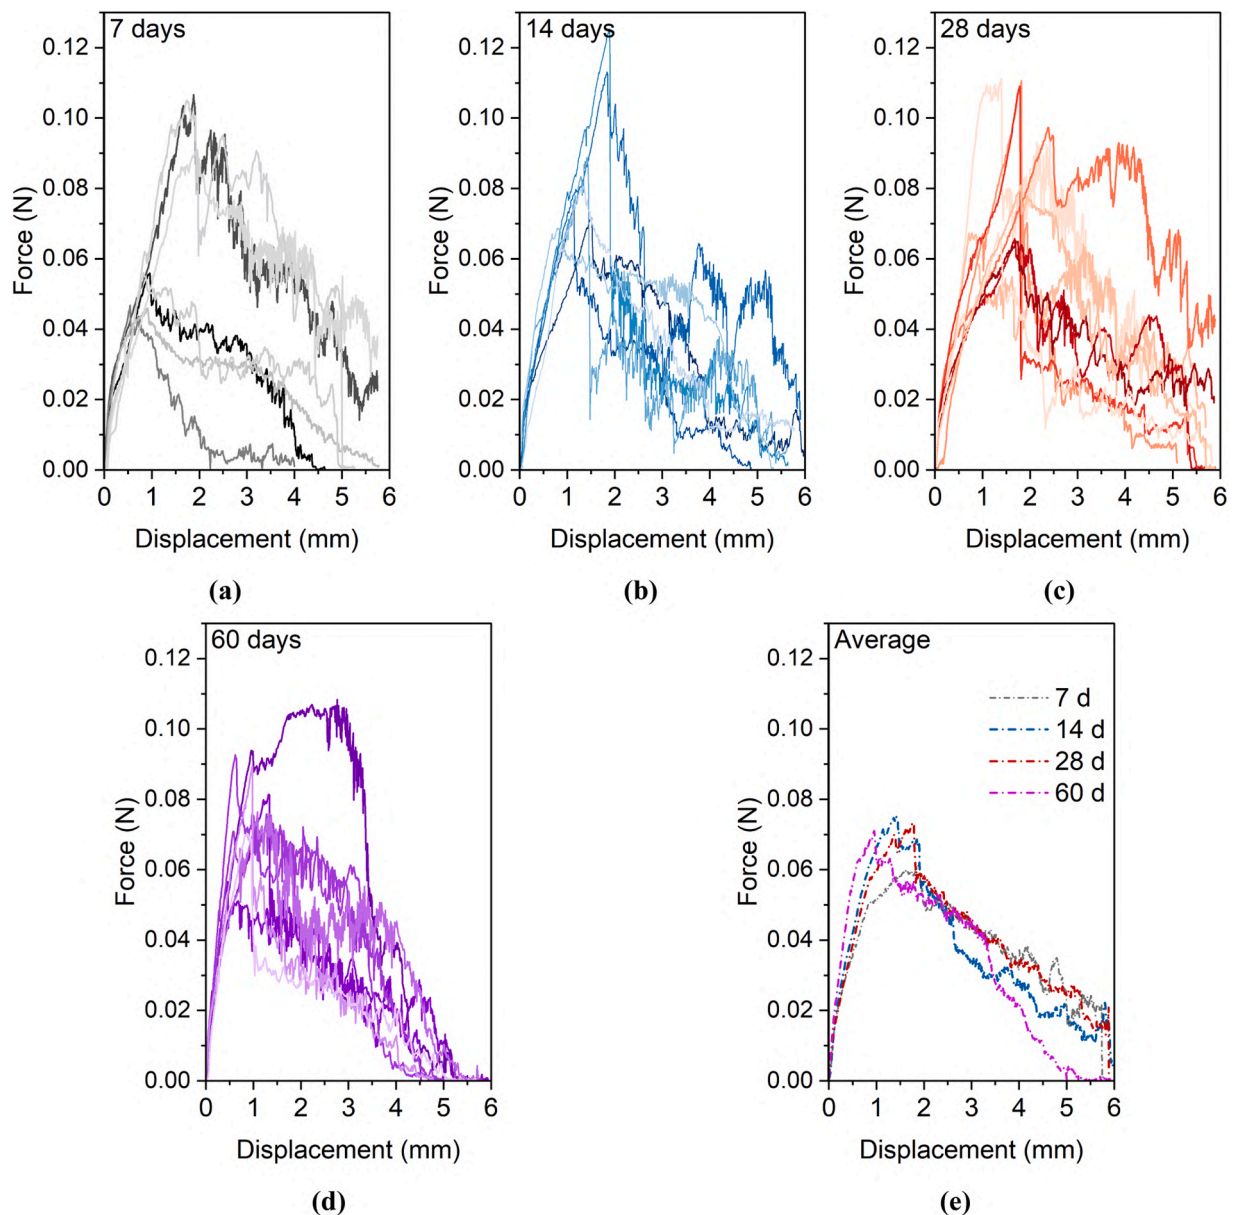 7 days
0.12
0.10
0.08
0.06
0.04
0.02
0.00
Force (N)
0 1 2 3 4 5 6
Displacement (mm)
(a)
14 days
0.12
0.10
0.08
0.06
0.04
0.02
0.00
Force (N)
0 1 2 3 4 5 6
Displacement (mm)
(b)
28 days
0.12
0.10
0.08
0.06
0.04
0.02
0.00
Force (N)
0 1 2 3 4 5 6
Displacement (mm)
(c)
60 days
0.12
0.10
0.08
0.06
0.04
0.02
0.00
Force (N)
0 1 2 3 4 5 6
Displacement (mm)
(d)
Average
0.12
0.10
0.08
0.06
0.04
0.02
0.00
Force (N)
7 d
14 d
28 d
60 d
0 1 2 3 4 5 6
Displacement (mm)
(e)